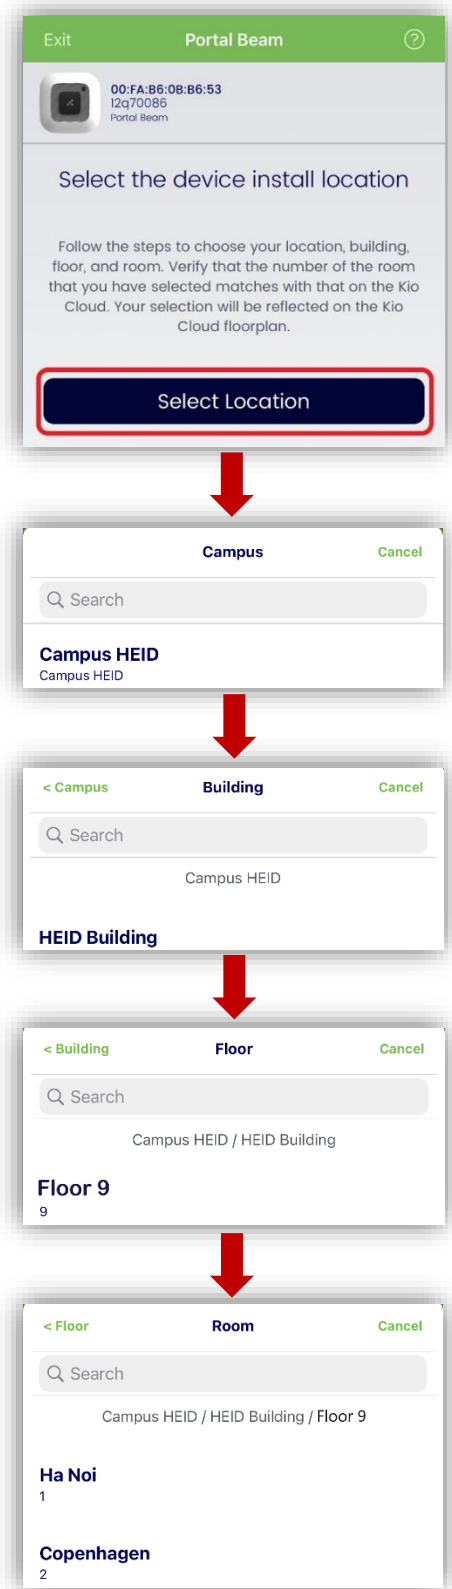 Exit Portal Beam ?
00:FA:B6:0B:B6:53
12q70086
Portal Beam
Select the device install location
Follow the steps to choose your location, building,
floor, and room. Verify that the number of the room
that you have selected matches with that on the Kio
Cloud. Your selection will be reflected on the Kio
Cloud floorplan.
Select Location
Campus Cancel
Search
Campus HEID
Campus HEID
< Campus Building Cancel
Search
Campus HEID
HEID Building
< Building Floor Cancel
Search
Campus HEID / HEID Building
Floor 9
9
< Floor Room Cancel
Search
Campus HEID / HEID Building / Floor 9
Ha Noi
1
Copenhagen
2